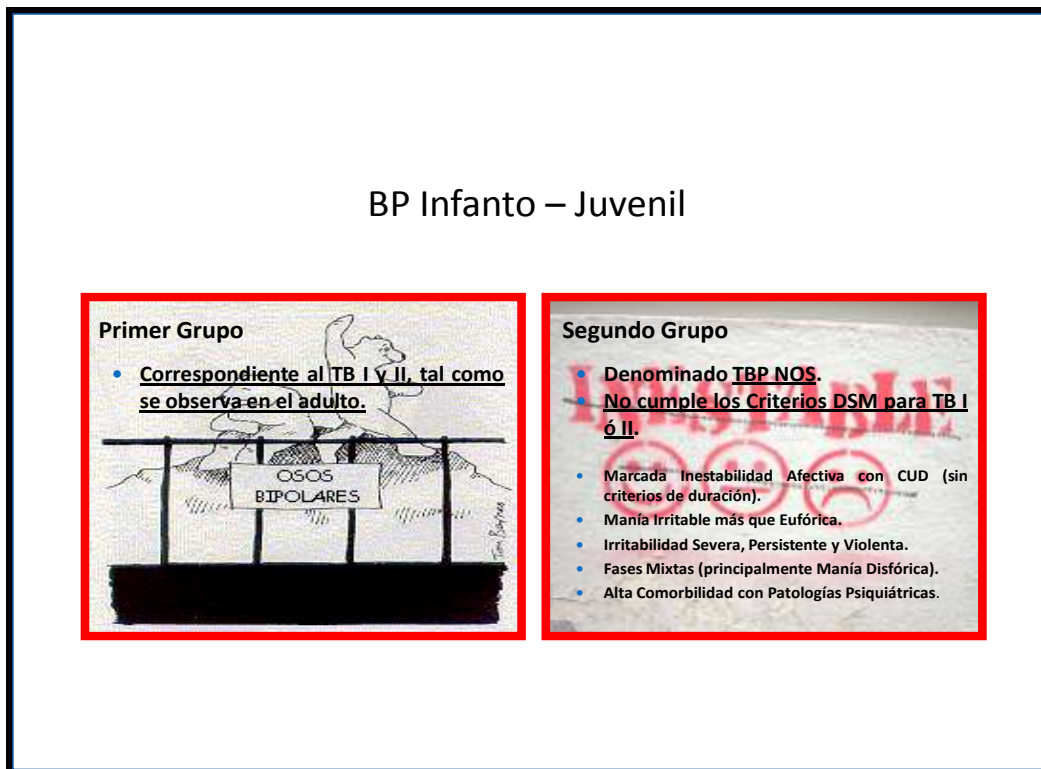 BP Infanto – Juvenil
Primer Grupo
• Correspondiente al TB I y II, tal como
se observa en el adulto.
OSOS
BIPOLARES
Segundo Grupo
• Denominado TBP NOS.
• No cumple los Criterios DSM para TB I
ó II.
INESTABLE
• Marcada Inestabilidad Afectiva con CUD (sin
criterios de duración).
• Manía Irritable más que Eufórica.
• Irritabilidad Severa, Persistente y Violenta.
• Fases Mixtas (principalmente Manía Disfórica).
• Alta Comorbilidad con Patologías Psiquiátricas.